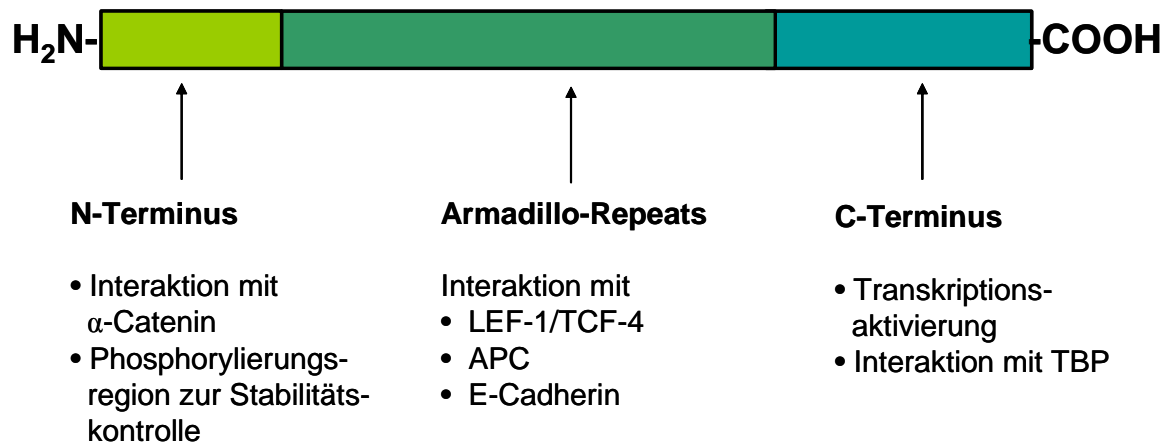 H₂N-
-COOH
N-Terminus
• Interaktion mit
α-Catenin
• Phosphorylierungs-
region zur Stabilitäts-
kontrolle
Armadillo-Repeats
Interaktion mit
• LEF-1/TCF-4
• APC
• E-Cadherin
C-Terminus
• Transkriptions-
aktivierung
• Interaktion mit TBP